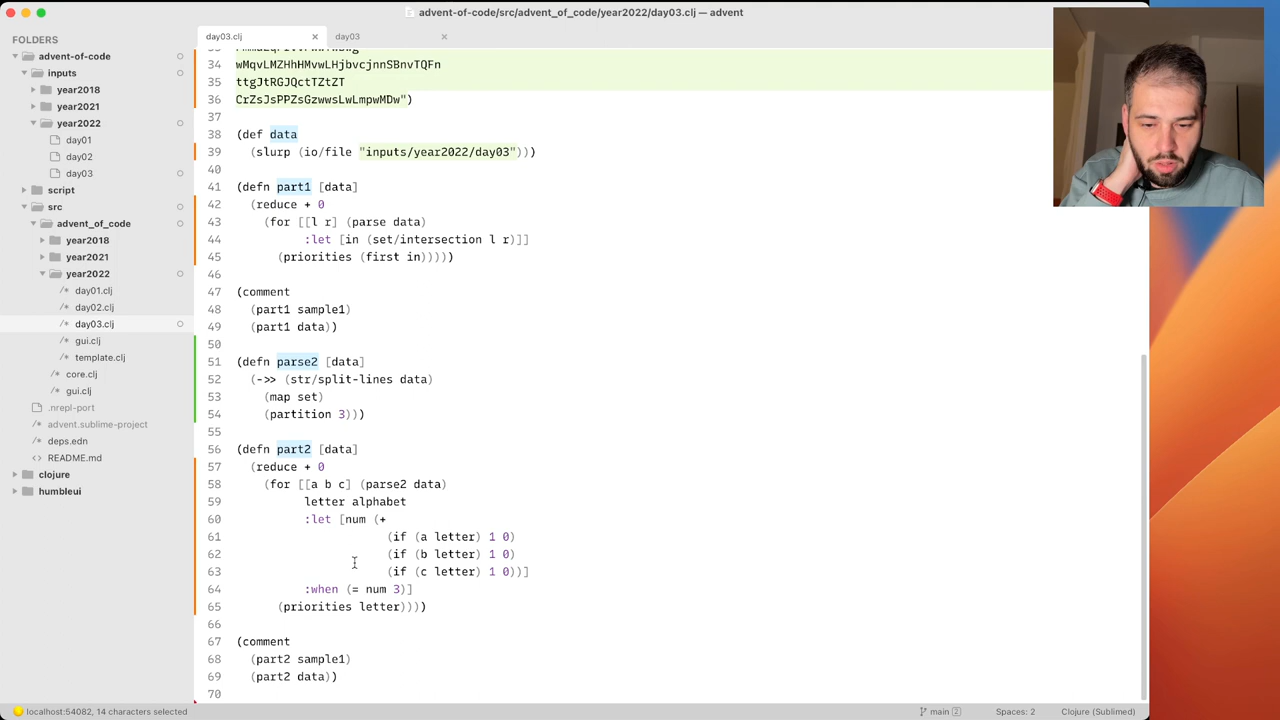 advent-of-code/src/advent_of_code/year2022/day03.clj — advent
FOLDERS
advent-of-code
inputs
year2018
year2021
year2022
day01
day02
day03
script
src
advent_of_code
year2018
year2021
year2022
day01.clj
day02.clj
day03.clj
gui.clj
template.clj
core.clj
gui.clj
.nrepl-port
advent.sublime-project
deps.edn
README.md
clojure
humbleui
day03.clj
day03
34 wMqvLMZHhHMvwLHjbvcjnnSBnvTQFn
35 ttgJtRGJQctTZtZT
36 CrZsJsPPZsGzwwsLwLmpwMDw")
37
38 (def data
39 (slurp (io/file "inputs/year2022/day03")))
40
41 (defn part1 [data]
42 (reduce + 0
43 (for [[l r] (parse data)
44 :let [in (set/intersection l r)]]
45 (priorities (first in)))))
46
47 (comment
48 (part1 sample1)
49 (part1 data))
50
51 (defn parse2 [data]
52 (->> (str/split-lines data)
53 (map set)
54 (partition 3)))
55
56 (defn part2 [data]
57 (reduce + 0
58 (for [[a b c] (parse2 data)
59 letter alphabet
60 :let [num (+
61 (if (a letter) 1 0)
62 (if (b letter) 1 0)
63 (if (c letter) 1 0))]
64 :when (= num 3)]
65 (priorities letter))))
66
67 (comment
68 (part2 sample1)
69 (part2 data))
70
localhost:54082, 14 characters selected
main 2
Spaces: 2
Clojure (Sublimed)